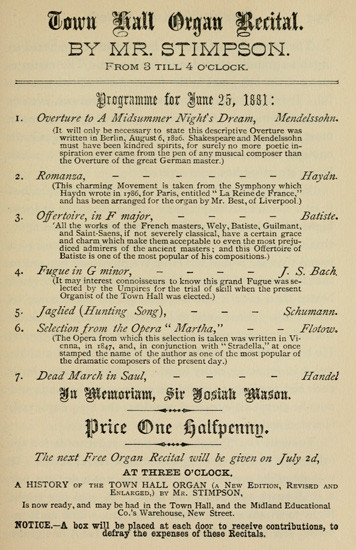 Town Hall Organ Recital.
BY MR. STIMPSON.
FROM 3 TILL 4 O'CLOCK.
Programme for June 25, 1881:
1. Overture to A Midsummer Night's Dream, Mendelssohn.
(It will only be necessary to state this descriptive Overture was
written in Berlin, August 6, 1826. Shakespeare and Mendelssohn
must have been kindred spirits, for surely no more poetic in-
spiration ever came from the pen of any musical composer than
the Overture of the great German master.)
2. Romanza, – – – – – – Haydn.
(This charming Movement is taken from the Symphony which
Haydn wrote in 1786, for Paris, entitled "La Reine de France,"
and has been arranged for the organ by Mr. Best, of Liverpool.)
3. Offertoire, in F major, – – – – Batiste.
'All the works of the French masters, Wely, Batiste, Guilmant,
and Saint-Saens, if not severely classical, have a certain grace
and charm which make them acceptable to even the most preju-
diced admirers of the ancient masters; and this Offertoire of
Batiste is one of the most popular of his compositions.)
4. Fugue in G minor, – – – – J. S. Bach.
(It may interest connoisseurs to know this grand Fugue was se-
lected by the Umpires for the trial of skill when the present
Organist of the Town Hall was elected.)
5. Jaglied (Hunting Song), – – – Schumann.
6. Selection from the Opera "Martha," – – Flotow.
(The Opera from which this selection is taken was written in Vi-
enna, in 1847, and, in conjunction with "Stradella," at once
stamped the name of the author as one of the most popular of
the dramatic composers of the present day.)
7. Dead March in Saul, – – – – – Handel
In Memoriam, Sir Josiah Mason.
Price One Halfpenny.
The next Free Organ Recital will be given on July 2d,
AT THREE O'CLOCK.
A HISTORY OF THE TOWN HALL ORGAN (A NEW EDITION, REVISED AND
ENLARGED,) BY MR. STIMPSON,
Is now ready, and may be had in the Town Hall, and the Midland Educational
Co.'s Warehouse, New Street.
NOTICE.—A box will be placed at each door to receive contributions, to
defray the expenses of these Recitals.